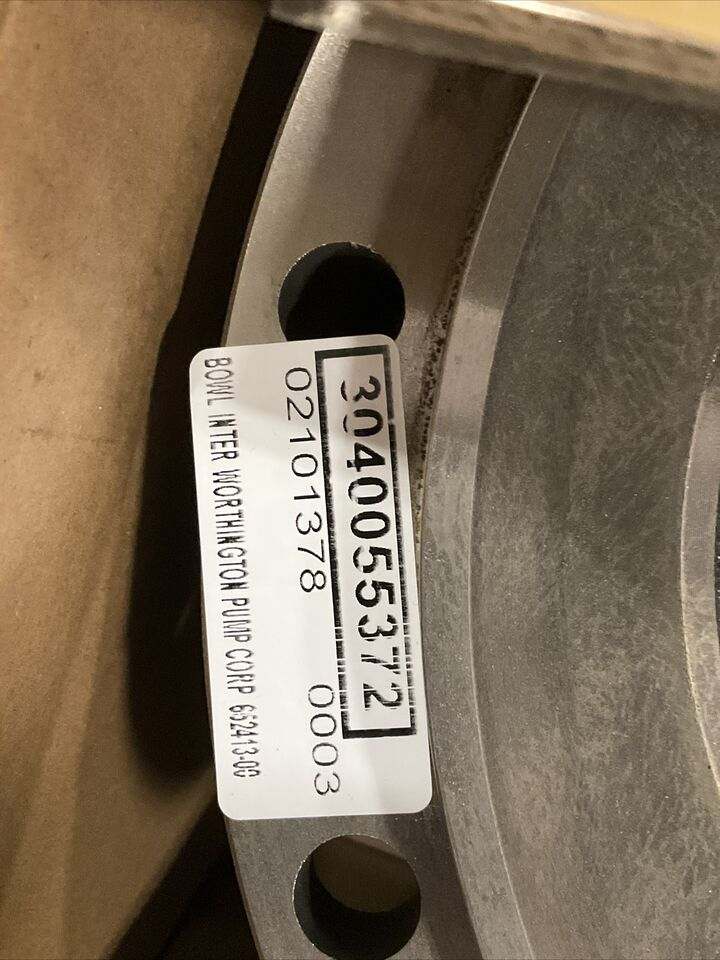 3040055372
02101378 0003
BOWL INTER WORTHINGTON PUMP CORP 652413-00